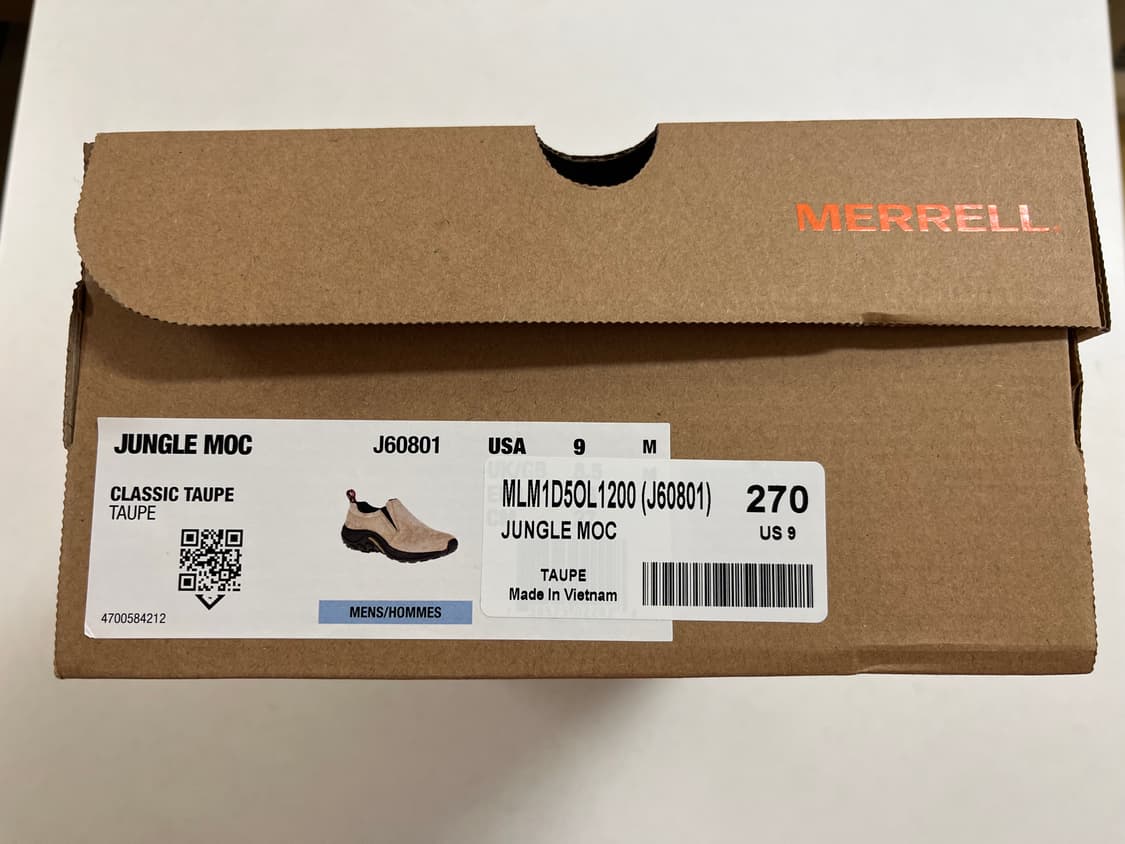 MERRELL
JUNGLE MOC J60801 USA 9 M
CLASSIC TAUPE
TAUPE
4700584212
MENS/HOMMES
MLM1D5OL1200 (J60801) 270
JUNGLE MOC US 9
TAUPE
Made In Vietnam